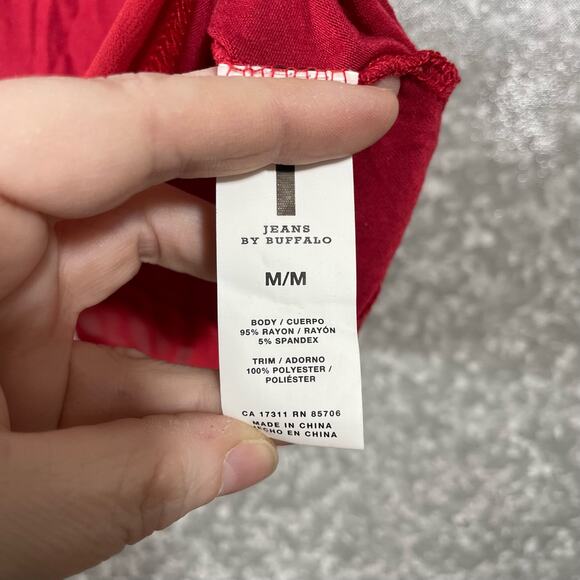 JEANS
BY BUFFALO
M/M
BODY / CUERPO
95% RAYON / RAYÓN
5% SPANDEX
TRIM / ADORNO
100% POLYESTER /
POLIÉSTER
CA 17311 RN 85706
MADE IN CHINA
HECHO EN CHINA